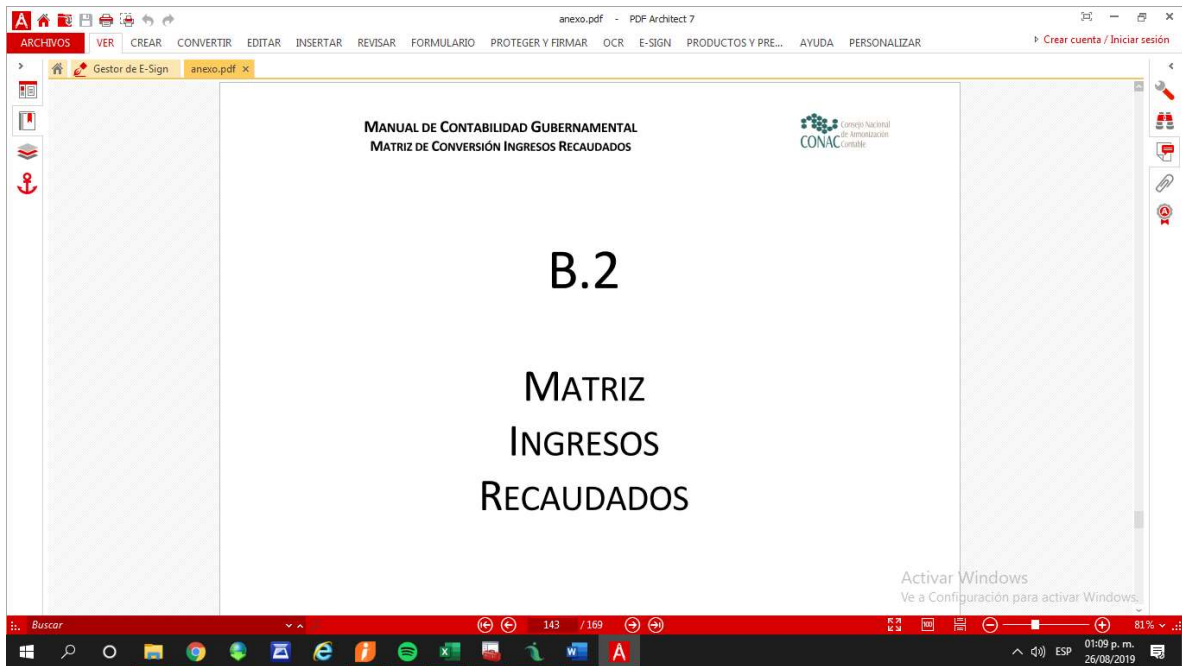 anexo.pdf - PDF Architect 7
ARCHIVOS VER CREAR CONVERTIR EDITAR INSERTAR REVISAR FORMULARIO PROTEGER Y FIRMAR OCR E-SIGN PRODUCTOS Y PRE... AYUDA PERSONALIZAR Crear cuenta / Iniciar sesión
Gestor de E-Sign anexo.pdf
MANUAL DE CONTABILIDAD GUBERNAMENTAL
MATRIZ DE CONVERSIÓN INGRESOS RECAUDADOS
CONAC Consejo Nacional
de Armonización
Contable
B.2
MATRIZ
INGRESOS
RECAUDADOS
Activar Windows
Ve a Configuración para activar Windows.
Buscar 143 / 169 81%
ESP 01:09 p. m.
26/08/2019